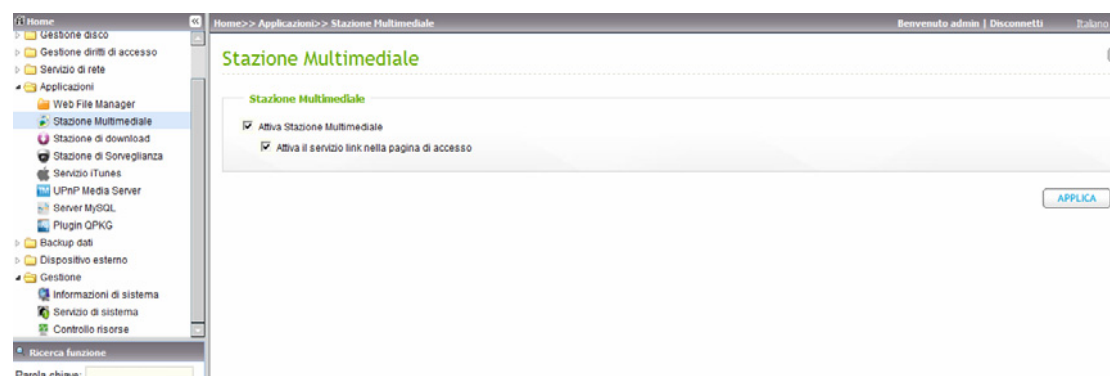 Home
Home>> Applicazioni>> Stazione Multimediale
Benvenuto admin | Disconnetti
Italano
Gestione disco
Gestione diritti di accesso
Servizio di rete
Applicazioni
Web File Manager
Stazione Multimediale
Stazione di download
Stazione di Sorveglianza
Servizio iTunes
UPnP Media Server
Server MySQL
Plugin QPKG
Backup dati
Dispositivo esterno
Gestione
Informazioni di sistema
Servizio di sistema
Controllo risorse
Ricerca funzione
Parola chiave:
Stazione Multimediale
Stazione Multimediale
Attiva Stazione Multimediale
Attiva il servizio link nella pagina di accesso
APPLICA